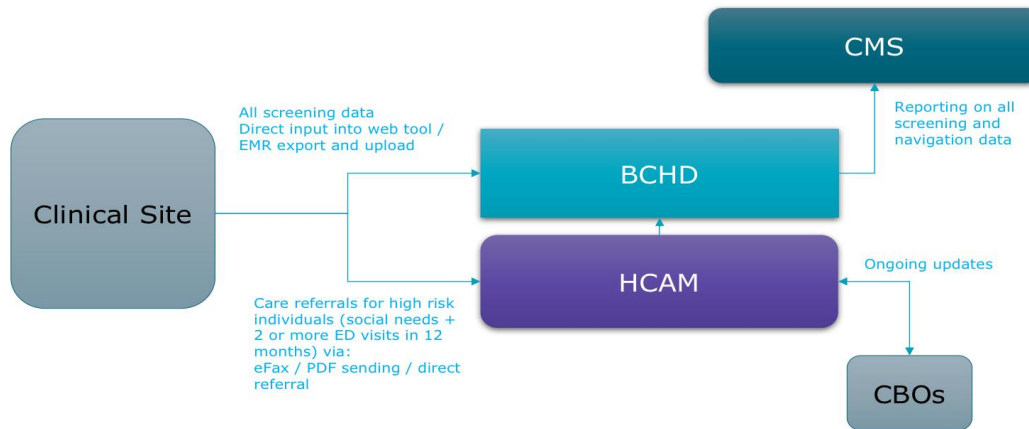 CMS
All screening data
Direct input into web tool /
EMR export and upload
Reporting on all
screening and
navigation data
BCHD
Clinical Site
HCAM
Ongoing updates
Care referrals for high risk
individuals (social needs +
2 or more ED visits in 12
months) via:
eFax / PDF sending / direct
referral
CBOs